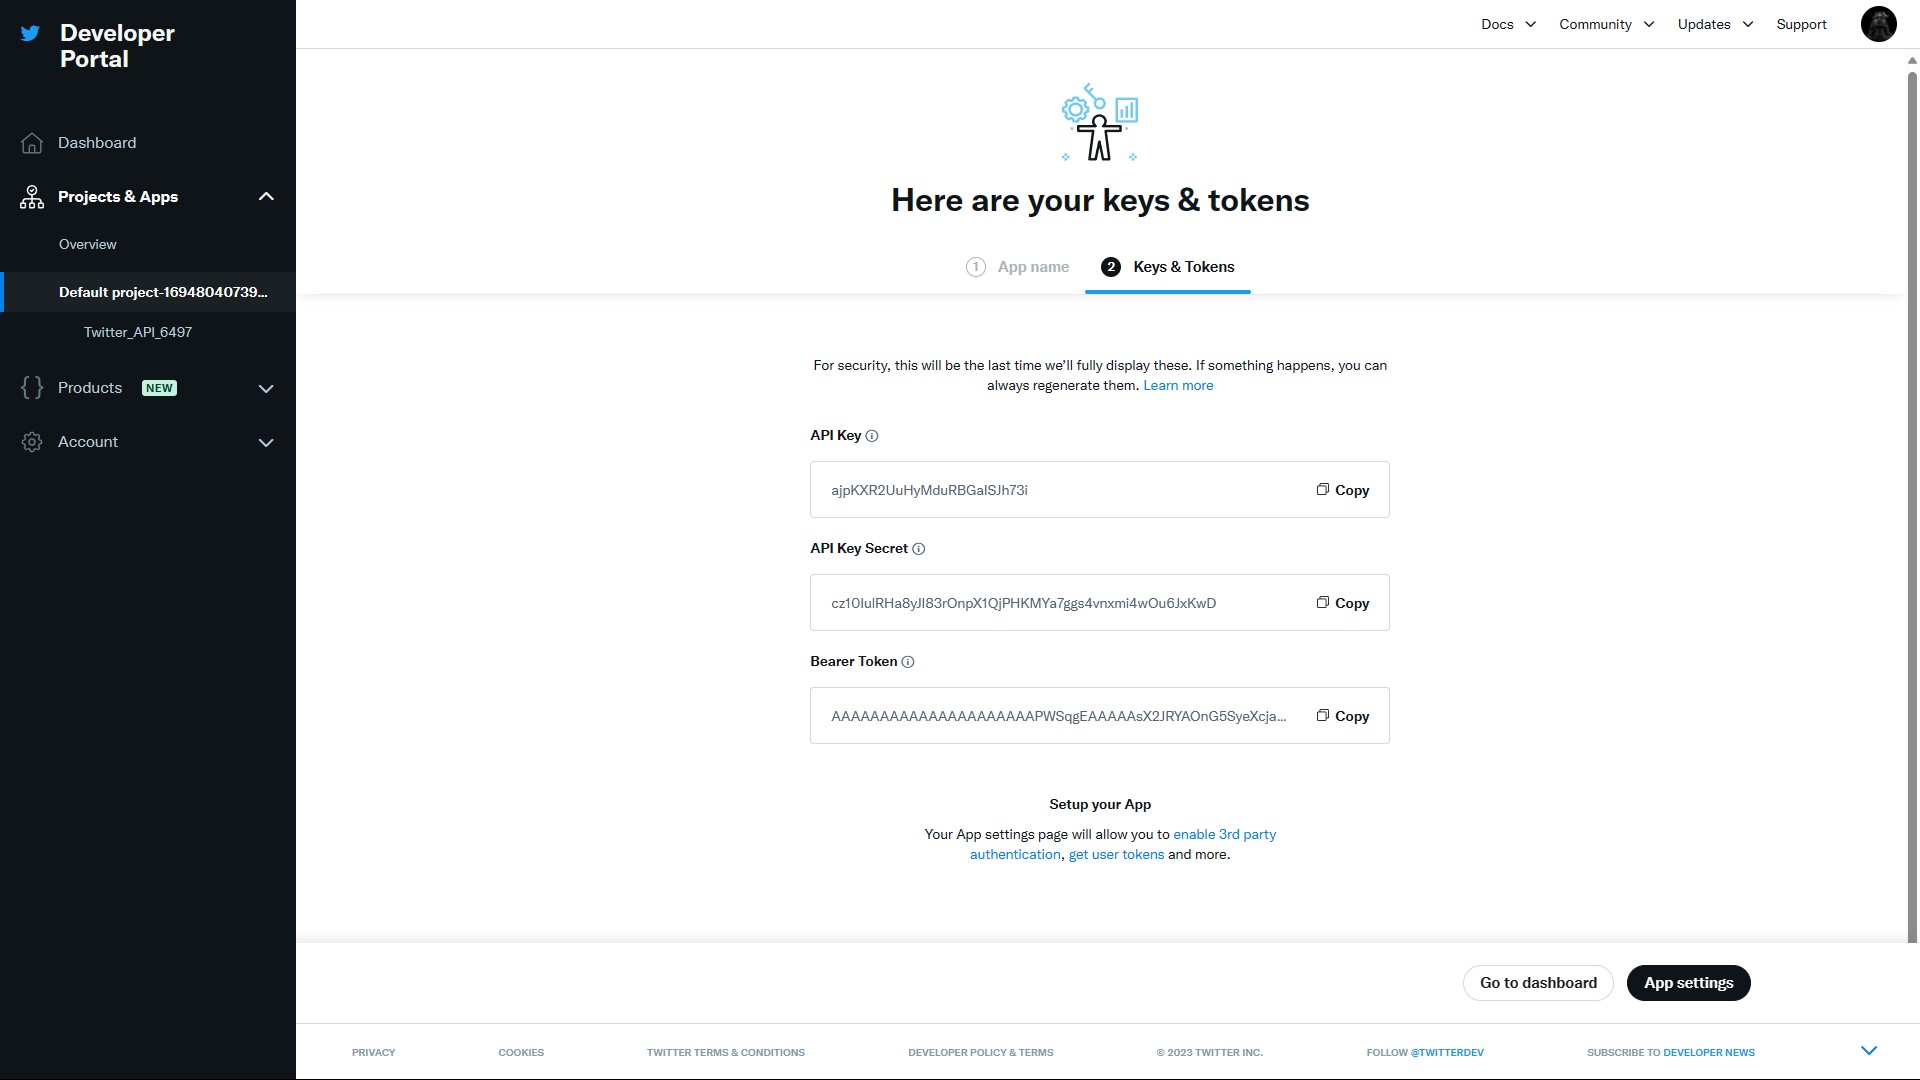 Developer
Portal
Docs
Community
Updates
Support
Dashboard
Projects & Apps
Overview
Default project-16948040739...
Twitter_API_6497
Products NEW
Account
Here are your keys & tokens
1 App name
2 Keys & Tokens
For security, this will be the last time we'll fully display these. If something happens, you can
always regenerate them. Learn more
API Key
ajpKXR2UuHyMduRBGaISJh73i
Copy
API Key Secret
cz10IulRHa8yJI83rOnpX1QjPHKMYa7ggs4vnxmi4wOu6JxKwD
Copy
Bearer Token
AAAAAAAAAAAAAAAAAAAAAPWSqgEAAAAAsX2JRYAOnG5SyeXcja...
Copy
Setup your App
Your App settings page will allow you to enable 3rd party
authentication, get user tokens and more.
Go to dashboard
App settings
PRIVACY
COOKIES
TWITTER TERMS & CONDITIONS
DEVELOPER POLICY & TERMS
© 2023 TWITTER INC.
FOLLOW @TWITTERDEV
SUBSCRIBE TO DEVELOPER NEWS